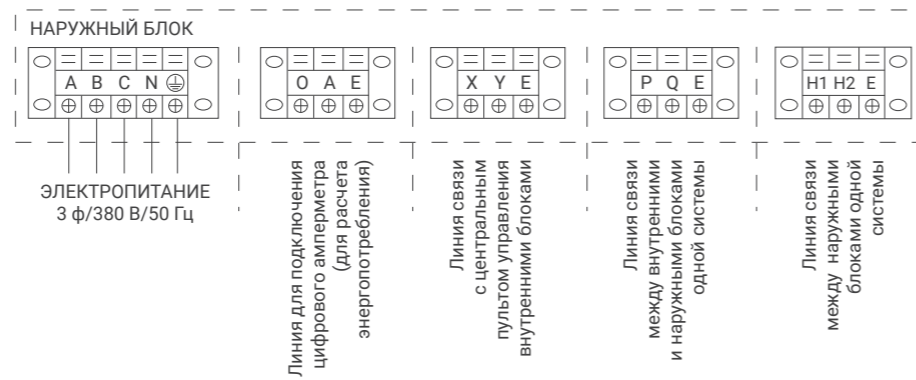 НАРУЖНЫЙ БЛОК
A B C N
O A E
X Y E
P Q E
H1 H2 E
ЭЛЕКТРОПИТАНИЕ
3 ф/380 В/50 Гц
Линия для подключения
цифрового амперметра
(для расчета
энергопотребления)
Линия связи
с центральным
пультом управления
внутренними блоками
Линия связи
между внутренними
и наружными блоками
одной системы
Линия связи
между наружными
блоками одной
системы